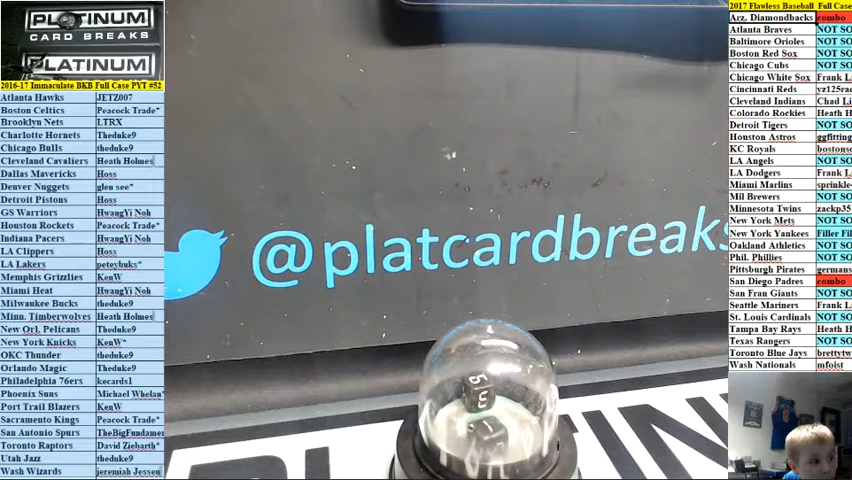 PLATINUM
CARD BREAKS
PLATINUM
2016-17 Immaculate BKB Full Case PYT #52
Atlanta Hawks JETZ007
Boston Celtics Peacock Trade*
Brooklyn Nets LTRX
Charlotte Hornets Theduke9
Chicago Bulls theduke9
Cleveland Cavaliers Heath Holmes
Dallas Mavericks Hoss
Denver Nuggets glen see*
Detroit Pistons Hoss
GS Warriors HwangYi Noh
Houston Rockets Peacock Trade*
Indiana Pacers HwangYi Noh
LA Clippers Hoss
LA Lakers peteybuks*
Memphis Grizzlies KenW
Miami Heat HwangYi Noh
Milwaukee Bucks theduke9
Minn. Timberwolves Heath Holmes
New Orl. Pelicans Theduke9
New York Knicks KenW*
OKC Thunder theduke9
Orlando Magic Theduke9
Philadelphia 76ers kecards1
Phoenix Suns Michael Whelan*
Port Trail Blazers KenW
Sacramento Kings Peacock Trade*
San Antonio Spurs TheBigFundamen
Toronto Raptors David Ziebarth*
Utah Jazz theduke9
Wash Wizards jeremiah Jessen
@platcardbreaks
PLATINUM
2017 Flawless Baseball Full Case
Arz. Diamondbacks combo
Atlanta Braves NOT SO
Baltimore Orioles NOT SO
Boston Red Sox NOT SO
Chicago Cubs NOT SO
Chicago White Sox Frank L
Cincinnati Reds yz125rac
Cleveland Indians Chad Li
Colorado Rockies Heath H
Detroit Tigers NOT SO
Houston Astros ggfitting
KC Royals bostonse
LA Angels NOT SO
LA Dodgers Frank L
Miami Marlins sprinkle
Mil Brewers NOT SO
Minnesota Twins zackp35
New York Mets NOT SO
New York Yankees Filler Fil
Oakland Athletics NOT SO
Phil. Phillies NOT SO
Pittsburgh Pirates germans
San Diego Padres combo
San Fran Giants NOT SO
Seattle Mariners Frank L
St. Louis Cardinals NOT SO
Tampa Bay Rays Heath H
Texas Rangers NOT SO
Toronto Blue Jays brettytw
Wash Nationals mfoist